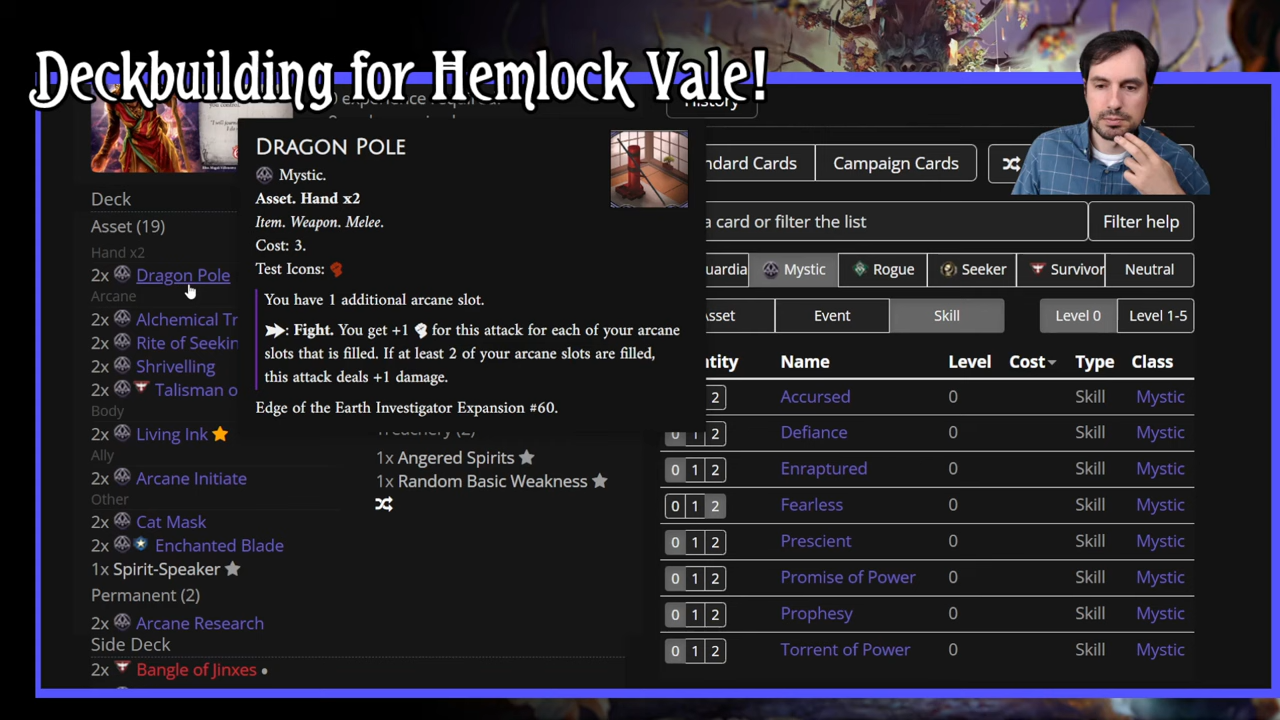 Deckbuilding for Hemlock Vale!
experience required.
History
Standard Cards
Campaign Cards
a card or filter the list
Filter help
Mystic
Rogue
Seeker
Survivor
Neutral
Event
Skill
Level 0
Level 1-5
Name
Level
Cost
Type
Class
0 1 2 Accursed 0 Skill Mystic
0 1 2 Defiance 0 Skill Mystic
0 1 2 Enraptured 0 Skill Mystic
0 1 2 Fearless 0 Skill Mystic
0 1 2 Prescient 0 Skill Mystic
0 1 2 Promise of Power 0 Skill Mystic
0 1 2 Prophesy 0 Skill Mystic
0 1 2 Torrent of Power 0 Skill Mystic
DRAGON POLE
Mystic.
Asset. Hand x2
Item. Weapon. Melee.
Cost: 3.
Test Icons:
You have 1 additional arcane slot.
: Fight. You get +1 for this attack for each of your arcane
slots that is filled. If at least 2 of your arcane slots are filled,
this attack deals +1 damage.
Edge of the Earth Investigator Expansion #60.
Deck
Asset (19)
Hand x2
2x Dragon Pole
Arcane
2x Alchemical Tr
2x Rite of Seekin
2x Shrivelling
2x Talisman o
Body
2x Living Ink
Ally
2x Arcane Initiate
Other
2x Cat Mask
2x Enchanted Blade
1x Spirit-Speaker
Permanent (2)
2x Arcane Research
Side Deck
2x Bangle of Jinxes •
Treachery (2)
1x Angered Spirits
1x Random Basic Weakness